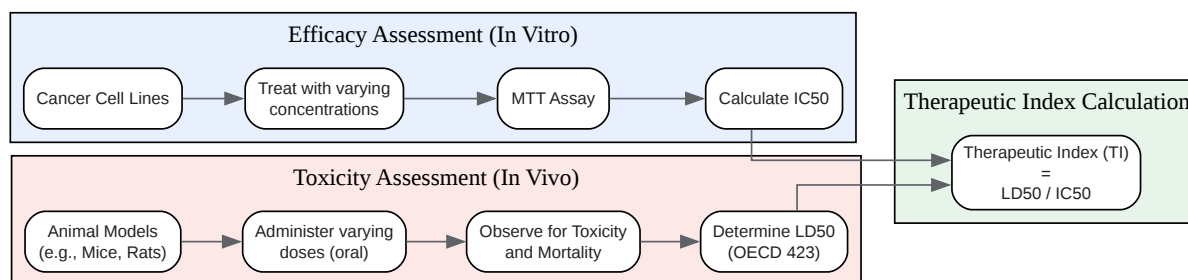 Efficacy Assessment (In Vitro)
Cancer Cell Lines
Treat with varying
concentrations
MTT Assay
Calculate IC50
Therapeutic Index Calculation
Therapeutic Index (TI)
=
LD50 / IC50
Toxicity Assessment (In Vivo)
Animal Models
(e.g., Mice, Rats)
Administer varying
doses (oral)
Observe for Toxicity
and Mortality
Determine LD50
(OECD 423)